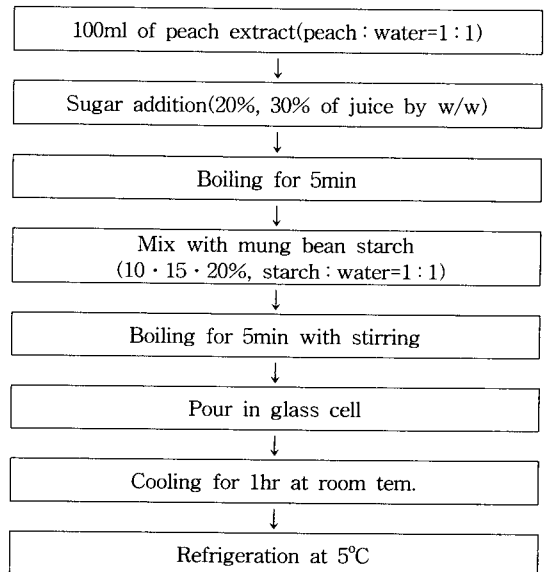 100ml of peach extract(peach : water=1 : 1)
↓
Sugar addition(20%, 30% of juice by w/w)
↓
Boiling for 5min
↓
Mix with mung bean starch
(10 · 15 · 20%, starch : water=1 : 1)
↓
Boiling for 5min with stirring
↓
Pour in glass cell
↓
Cooling for 1hr at room tem.
↓
Refrigeration at 5℃